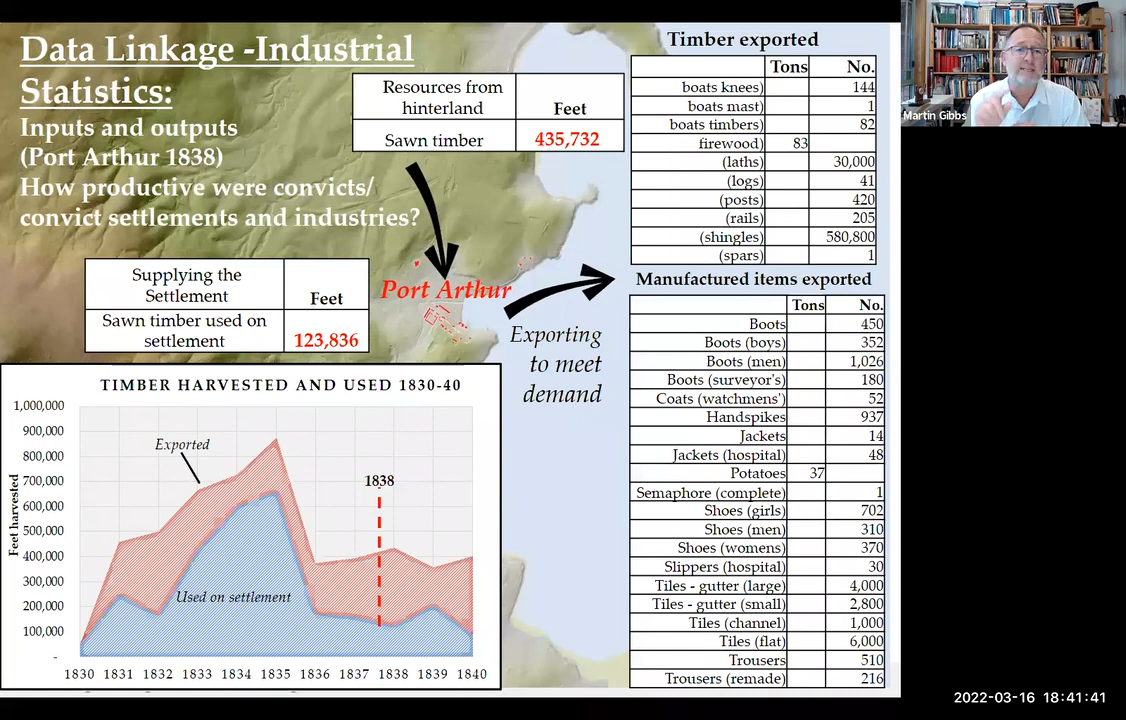 Data Linkage -Industrial
Statistics:
Inputs and outputs
(Port Arthur 1838)
How productive were convicts/
convict settlements and industries?
Resources from
hinterland
Feet
Sawn timber 435,732
Supplying the
Settlement
Feet
Sawn timber used on
settlement
123,836
Port Arthur
Exporting
to meet
demand
TIMBER HARVESTED AND USED 1830-40
Feet harvested
1,000,000
900,000
800,000
700,000
600,000
500,000
400,000
300,000
200,000
100,000
-
Exported
1838
Used on settlement
1830 1831 1832 1833 1834 1835 1836 1837 1838 1839 1840
Timber exported
Tons No.
boats knees) 144
boats mast) 1
boats timbers) 82
firewood) 83
(laths) 30,000
(logs) 41
(posts) 420
(rails) 205
(shingles) 580,800
(spars) 1
Manufactured items exported
Tons No.
Boots 450
Boots (boys) 352
Boots (men) 1,026
Boots (surveyor's) 180
Coats (watchmens') 52
Handspikes 937
Jackets 14
Jackets (hospital) 48
Potatoes 37
Semaphore (complete) 1
Shoes (girls) 702
Shoes (men) 310
Shoes (womens) 370
Slippers (hospital) 30
Tiles - gutter (large) 4,000
Tiles - gutter (small) 2,800
Tiles (channel) 1,000
Tiles (flat) 6,000
Trousers 510
Trousers (remade) 216
Martin Gibbs
2022-03-16 18:41:41